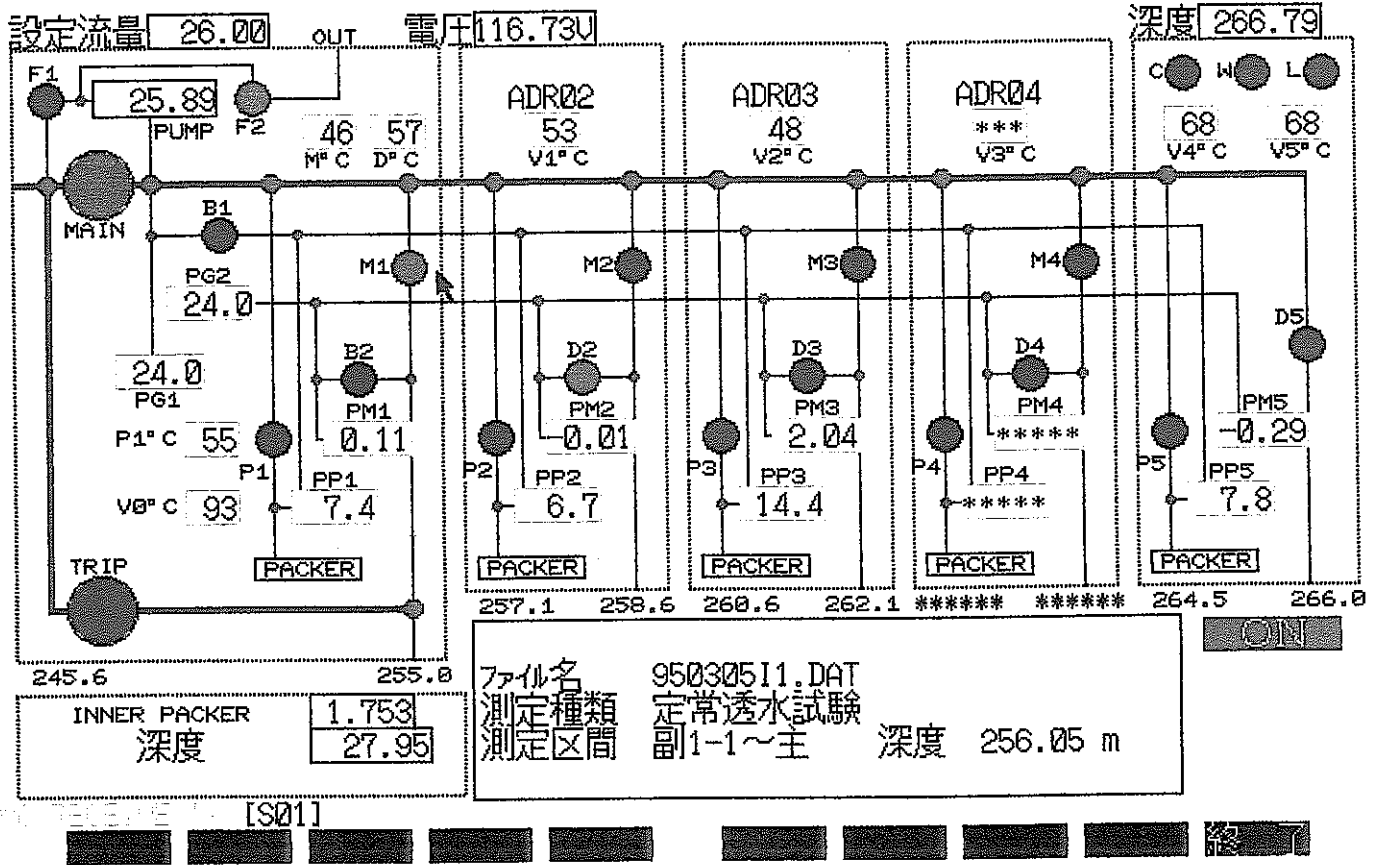 設定流量 26.00 OUT 電圧 116.73V 深度 266.79
F1 25.89 F2 PUMP
46 57
M°C D°C
ADR02
53
V1°C
ADR03
48
V2°C
ADR04
***
V3°C
C W L
68 68
V4°C V5°C
MAIN B1
M1 M2 M3 M4
PG2
24.0
D5
B2 D2 D3 D4
24.0
PG1
PM1 PM2 PM3 PM4 PM5
0.11 -0.01 2.04 ***** -0.29
P1°C 55
P1 P2 P3 P4 P5
PP1 PP2 PP3 PP4 PP5
V0°C 93 7.4 6.7 14.4 ***** 7.8
PACKER PACKER PACKER PACKER PACKER
TRIP
257.1 258.6 260.6 262.1 ****** ****** 264.5 266.0
ON
245.6 255.0
ファイル名 950305I1.DAT
測定種類 定常透水試験
測定区間 副1-1~主 深度 256.05 m
INNER PACKER 1.753
深度 27.95
[S01]